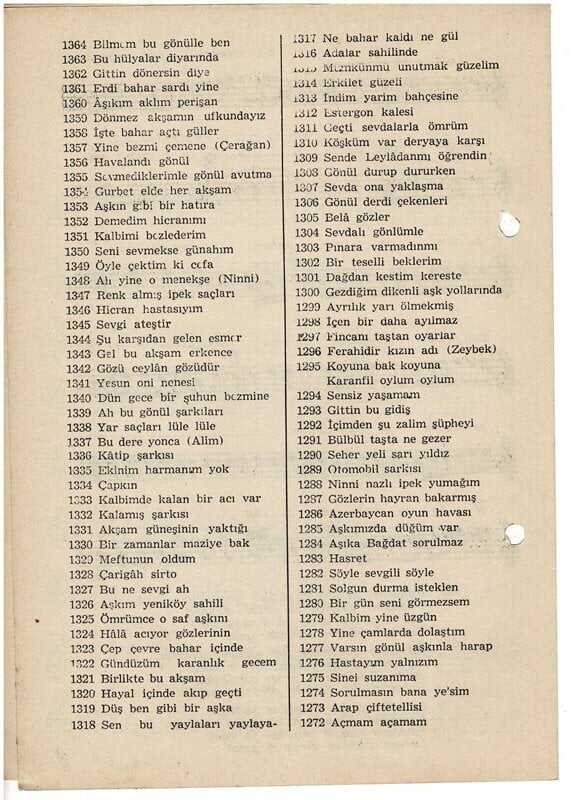 1364 Bilmem bu gönülle ben
1363 Bu hülyalar diyarında
1362 Gittin dönersin diye
1361 Erdi bahar sardı yine
1360 Âşıkım aklım perişan
1359 Dönmez akşamın ufkundayız
1358 İşte bahar açtı güller
1357 Yine bezmi çemene (Çerağan)
1356 Havalandı gönül
1355 Sevmediklerimle gönül avutma
1354 Gurbet elde her akşam
1353 Aşkın gibi bir hatıra
1352 Demedim hicranımı
1351 Kalbimi bezlederim
1350 Seni sevmekse günahım
1349 Öyle çektim ki cefa
1348 Ah yine o menekşe (Ninni)
1347 Renk almış ipek saçları
1346 Hicran hastasıyım
1345 Sevgi ateştir
1344 Şu karşıdan gelen esmer
1343 Gel bu akşam erkence
1342 Gözü ceylan gözüdür
1341 Yesun oni nenesi
1340 Dün gece bir şuhun bezmine
1339 Ah bu gönül şarkıları
1338 Yar saçları lüle lüle
1337 Bu dere yonca (Alim)
1336 Kâtip şarkısı
1335 Ekinim harmanım yok
1334 Çapkın
1333 Kalbimde kalan bir acı var
1332 Kalamış şarkısı
1331 Akşam güneşinin yaktığı
1330 Bir zamanlar maziye bak
1329 Meftunun oldum
1328 Çarigâh sirto
1327 Bu ne sevgi ah
1326 Aşkım yeniköy sahili
1325 Ömrümce o saf aşkını
1324 Hâlâ acıyor gözlerinin
1323 Çep çevre bahar içinde
1322 Gündüzüm karanlık gecem
1321 Birlikte bu akşam
1320 Hayal içinde akıp geçti
1319 Düş ben gibi bir aşka
1318 Sen bu yaylaları yaylaya-
1317 Ne bahar kaldı ne gül
1316 Adalar sahilinde
1315 Mümkünmü unutmak güzelim
1314 Erkilet güzeli
1313 İndim yarim bahçesine
1312 Estergon kalesi
1311 Geçti sevdalarla ömrüm
1310 Köşküm var deryaya karşı
1309 Sende Leylâdanmı öğrendin
1308 Gönül durup dururken
1307 Sevda ona yaklaşma
1306 Gönül derdi çekenleri
1305 Belâ gözler
1304 Sevdalı gönlümle
1303 Pınara varmadınmı
1302 Bir teselli beklerim
1301 Dağdan kestim kereste
1300 Gezdiğim dikenli aşk yollarında
1299 Ayrılık yarı ölmekmiş
1298 İçen bir daha ayılmaz
1297 Fincanı taştan oyarlar
1296 Ferahidir kızın adı (Zeybek)
1295 Koyuna bak koyuna
Karanfil oylum oylum
1294 Sensiz yaşamam
1293 Gittin bu gidiş
1292 İçimden şu zalim şüpheyi
1291 Bülbül taşta ne gezer
1290 Seher yeli sarı yıldız
1289 Otomobil sarkısı
1288 Ninni nazlı ipek yumağım
1287 Gözlerin hayran bakarmış
1286 Azerbaycan oyun havası
1285 Aşkımızda düğüm var
1284 Aşıka Bağdat sorulmaz
1283 Hasret
1282 Söyle sevgili söyle
1281 Solgun durma isteklen
1280 Bir gün seni görmezsem
1279 Kalbim yine üzgün
1278 Yine çamlarda dolaştım
1277 Varsın gönül aşkınla harap
1276 Hastayım yalnızım
1275 Sinei suzanıma
1274 Sorulmasın bana ye'sim
1273 Arap çiftetellisi
1272 Açmam açamam